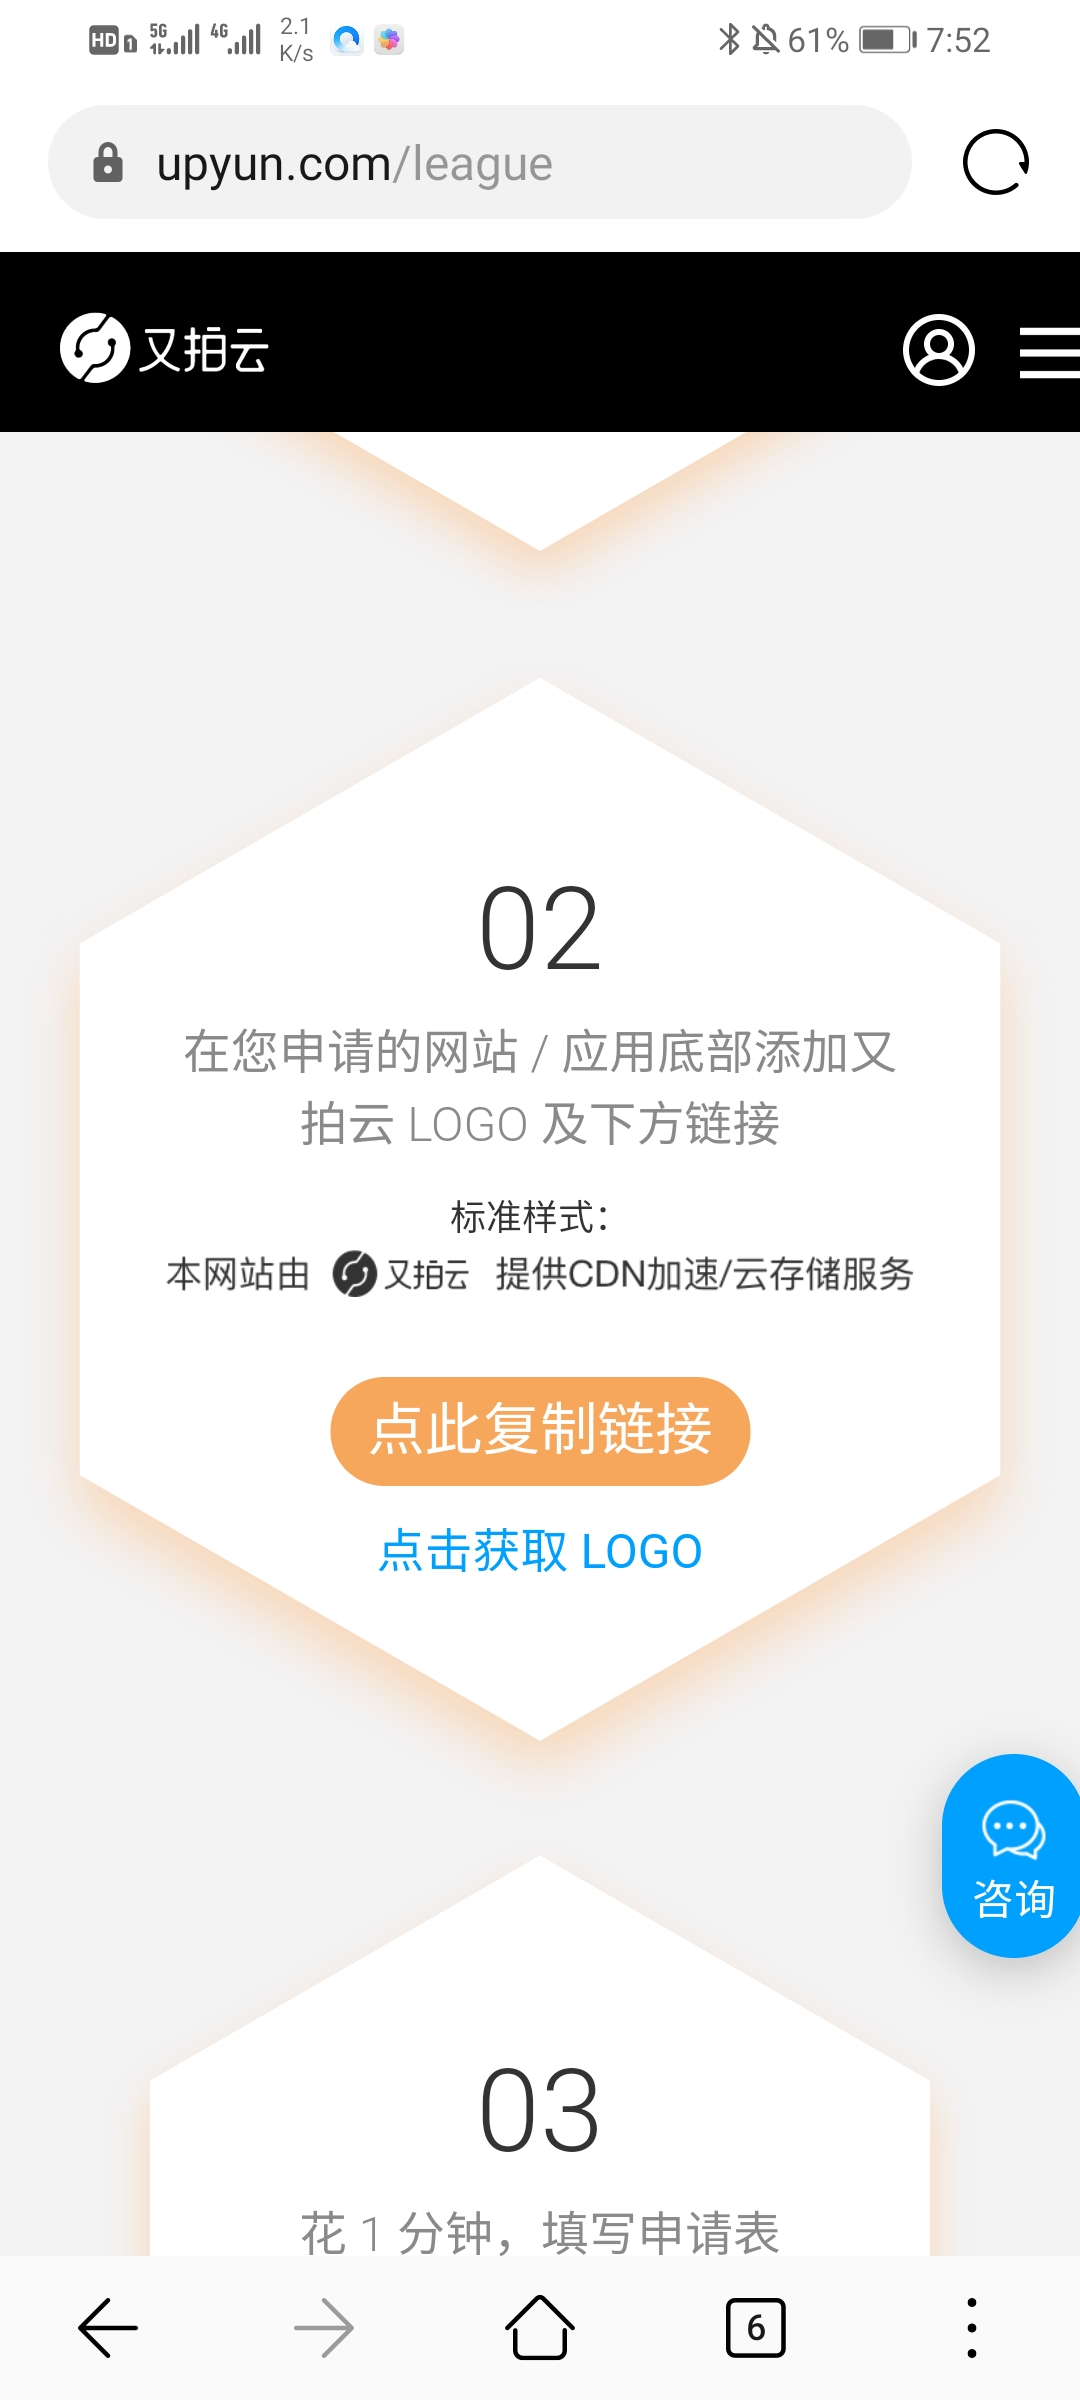 HD 1 5G 4G 2.1 K/s 61% 7:52
upyun.com/league
又拍云
02
在您申请的网站 / 应用底部添加又
拍云 LOGO 及下方链接
标准样式：
本网站由 又拍云 提供CDN加速/云存储服务
点此复制链接
点击获取 LOGO
咨询
03
花 1 分钟，填写申请表
6